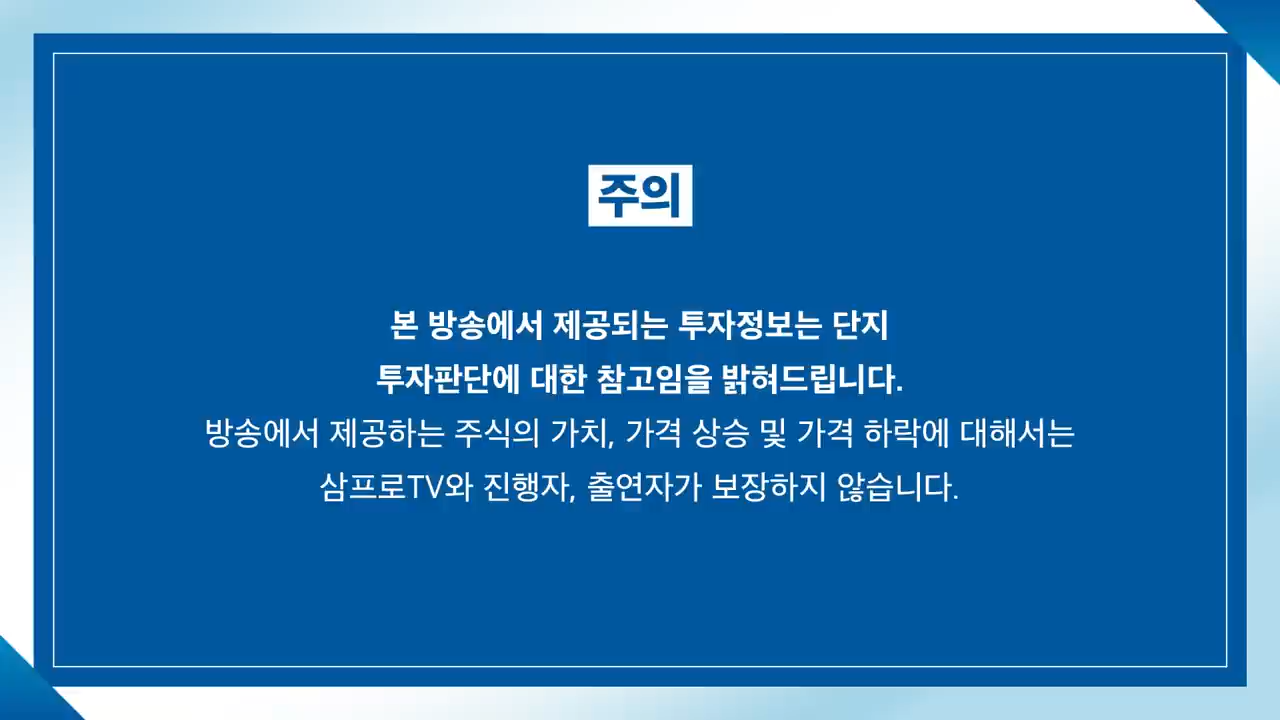 주의
본 방송에서 제공되는 투자정보는 단지
투자판단에 대한 참고임을 밝혀드립니다.
방송에서 제공하는 주식의 가치, 가격 상승 및 가격 하락에 대해서는
삼프로TV와 진행자, 출연자가 보장하지 않습니다.